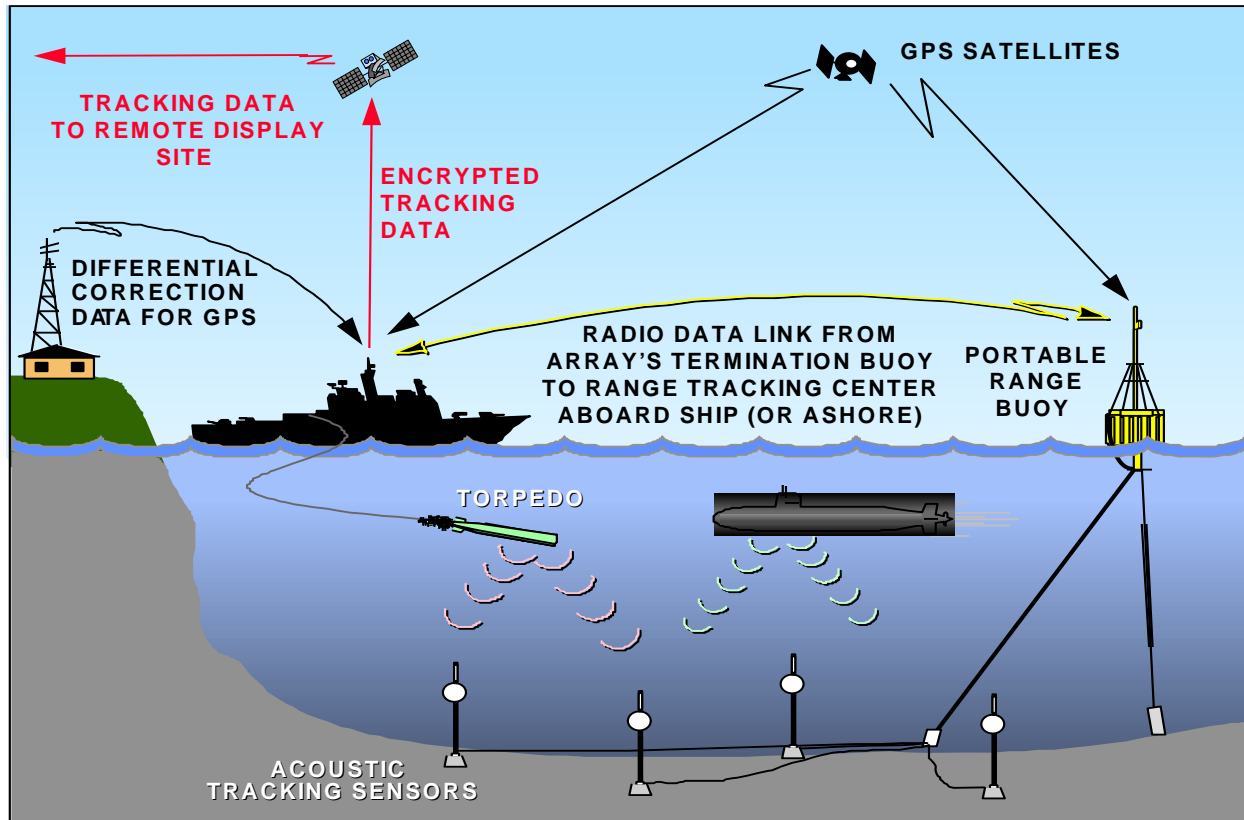 GPS SATELLITES
TRACKING DATA
TO REMOTE DISPLAY
SITE
ENCRYPTED
TRACKING
DATA
DIFFERENTIAL
CORRECTION
DATA FOR GPS
RADIO DATA LINK FROM
ARRAY'S TERMINATION BUOY
TO RANGE TRACKING CENTER
ABOARD SHIP (OR ASHORE)
PORTABLE
RANGE
BUOY
TORPEDO
ACOUSTIC
TRACKING SENSORS